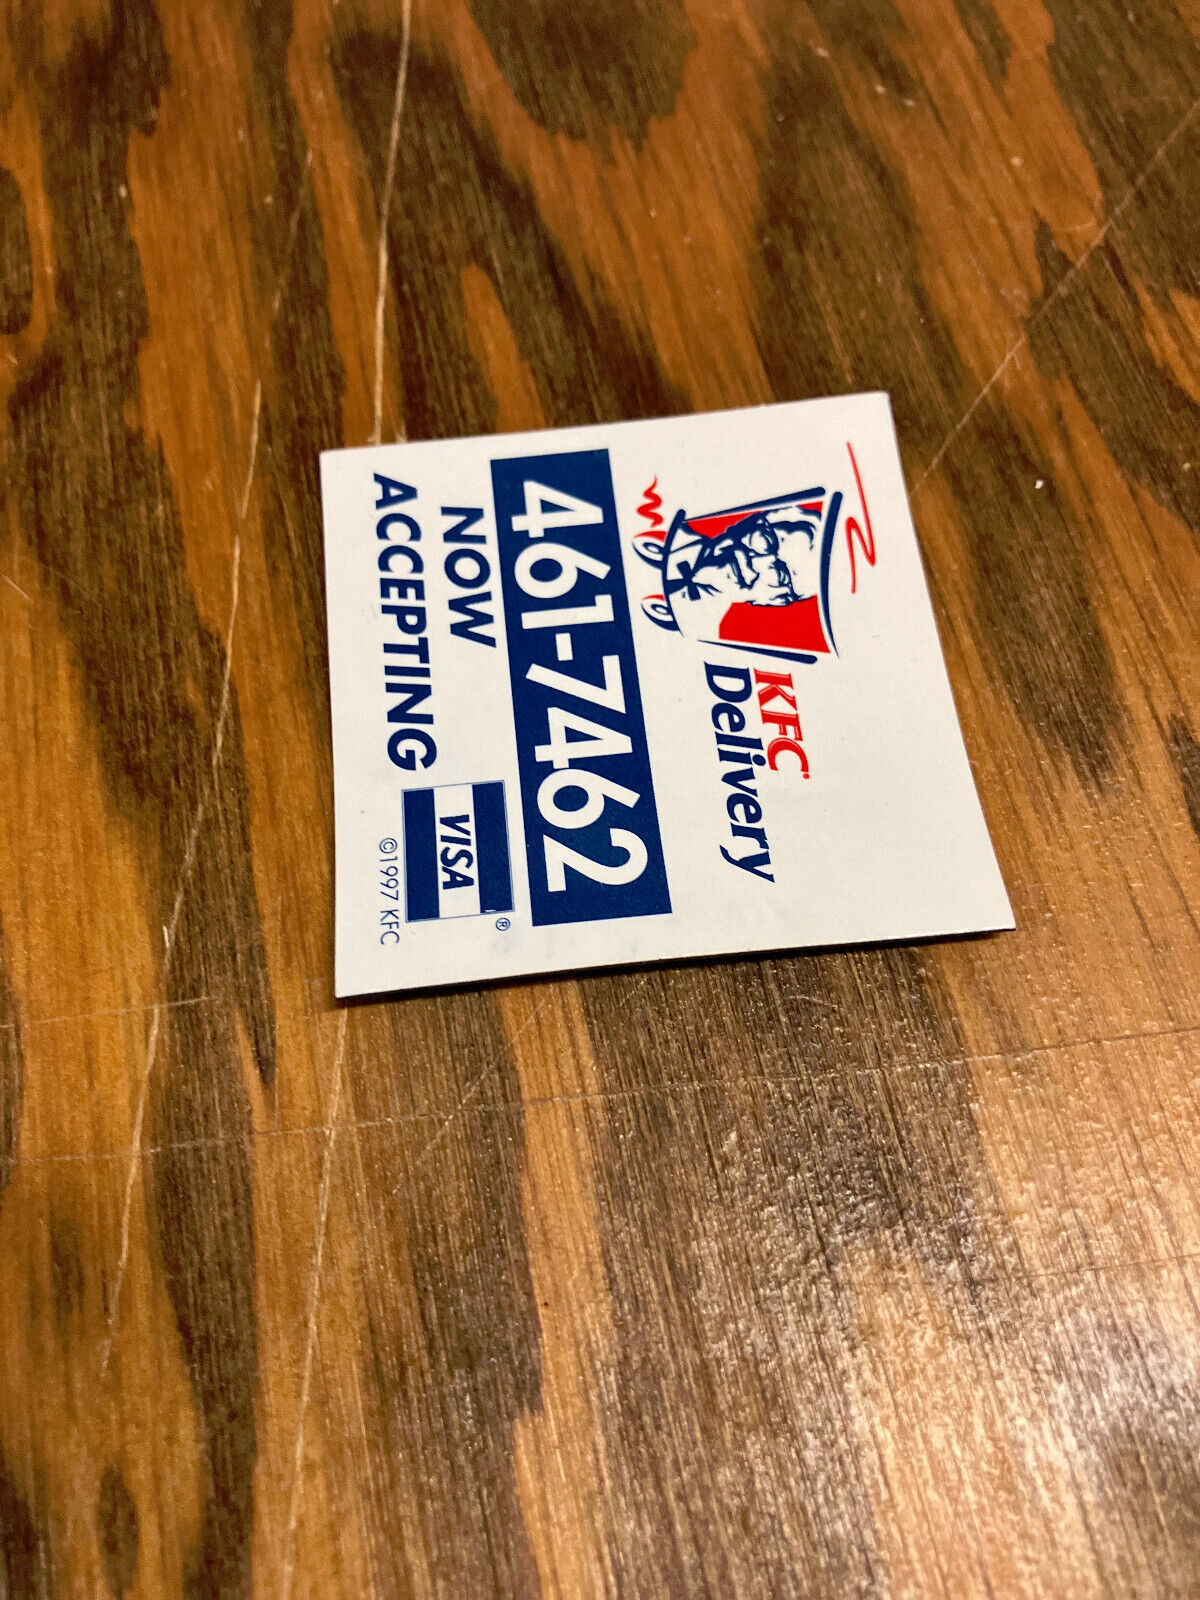 KFC
Delivery
461-7462
NOW
ACCEPTING
VISA®
©1997 KFC